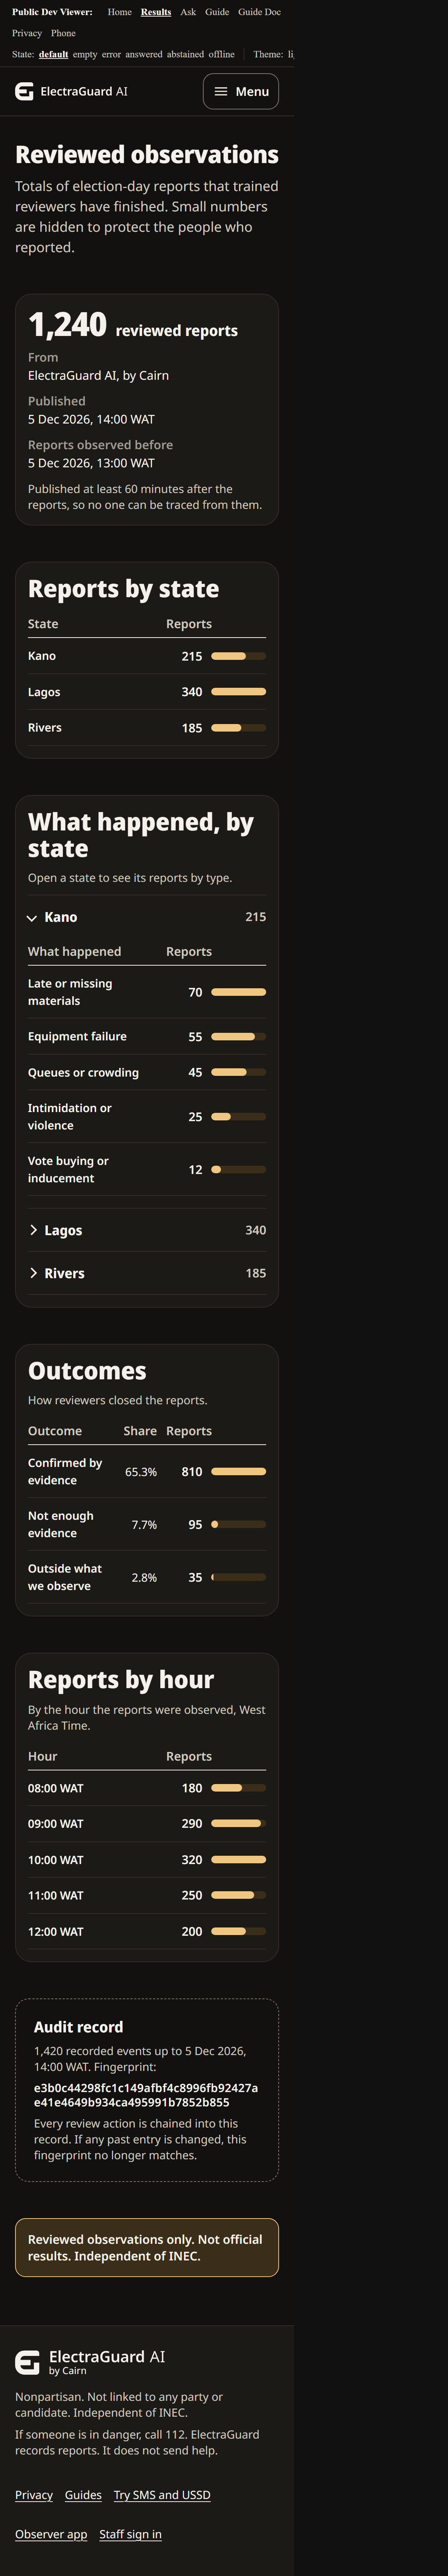 Public Dev Viewer: Home Results Ask Guide Guide Doc
Privacy Phone
State: default empty error answered abstained offline Theme:
ElectraGuard AI
Menu
Reviewed observations
Totals of election-day reports that trained
reviewers have finished. Small numbers
are hidden to protect the people who
reported.
1,240 reviewed reports
From
ElectraGuard AI, by Cairn
Published
5 Dec 2026, 14:00 WAT
Reports observed before
5 Dec 2026, 13:00 WAT
Published at least 60 minutes after the
reports, so no one can be traced from them.
Reports by state
State Reports
Kano 215
Lagos 340
Rivers 185
What happened, by
state
Open a state to see its reports by type.
Kano 215
What happened Reports
Late or missing
materials 70
Equipment failure 55
Queues or crowding 45
Intimidation or
violence 25
Vote buying or
inducement 12
Lagos 340
Rivers 185
Outcomes
How reviewers closed the reports.
Outcome Share Reports
Confirmed by
evidence 65.3% 810
Not enough
evidence 7.7% 95
Outside what
we observe 2.8% 35
Reports by hour
By the hour the reports were observed, West
Africa Time.
Hour Reports
08:00 WAT 180
09:00 WAT 290
10:00 WAT 320
11:00 WAT 250
12:00 WAT 200
Audit record
1,420 recorded events up to 5 Dec 2026,
14:00 WAT. Fingerprint:
e3b0c44298fc1c149afbf4c8996fb92427a
e41e4649b934ca495991b7852b855
Every review action is chained into this
record. If any past entry is changed, this
fingerprint no longer matches.
Reviewed observations only. Not official
results. Independent of INEC.
ElectraGuard AI
by Cairn
Nonpartisan. Not linked to any party or
candidate. Independent of INEC.
If someone is in danger, call 112. ElectraGuard
records reports. It does not send help.
Privacy Guides Try SMS and USSD
Observer app Staff sign in